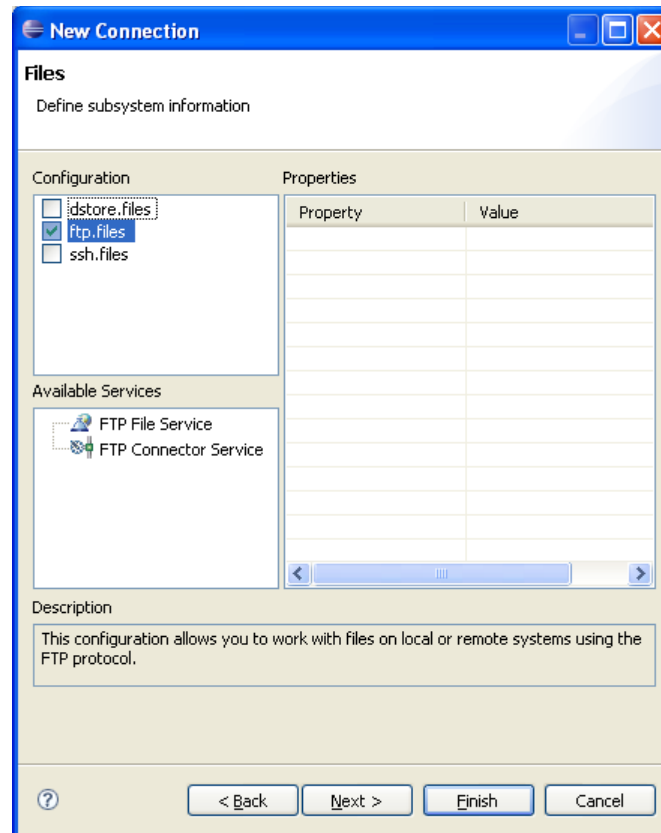 New Connection
Files
Define subsystem information
Configuration
dstore.files
ftp.files
ssh.files
Properties
Property Value
Available Services
FTP File Service
FTP Connector Service
Description
This configuration allows you to work with files on local or remote systems using the
FTP protocol.
?
< Back Next > Finish Cancel